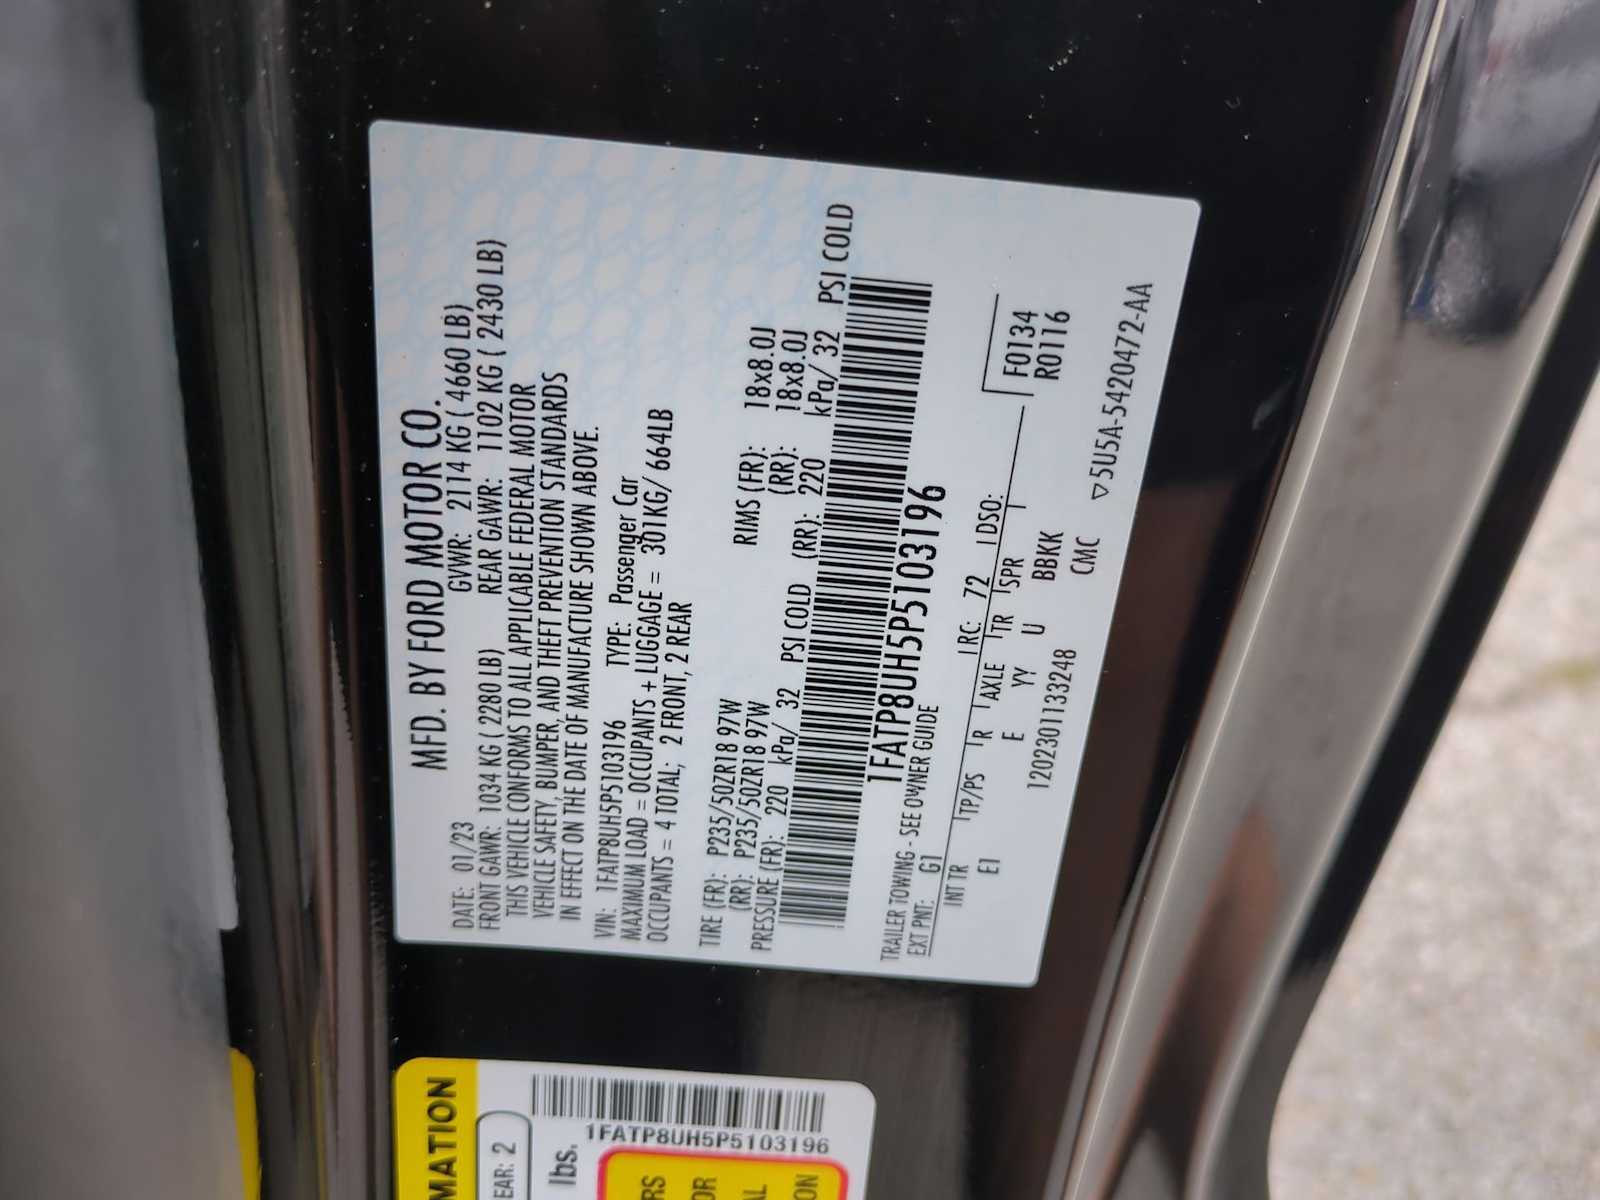 MFD. BY FORD MOTOR CO.
DATE: 01/23 GVWR: 2114 KG ( 4660 LB)
FRONT GAWR: 1034 KG ( 2280 LB) REAR GAWR: 1102 KG ( 2430 LB)
THIS VEHICLE CONFORMS TO ALL APPLICABLE FEDERAL MOTOR
VEHICLE SAFETY, BUMPER, AND THEFT PREVENTION STANDARDS
IN EFFECT ON THE DATE OF MANUFACTURE SHOWN ABOVE.
VIN: 1FATP8UH5P5103196 TYPE: Passenger Car
MAXIMUM LOAD = OCCUPANTS + LUGGAGE = 301KG/ 664LB
OCCUPANTS = 4 TOTAL; 2 FRONT, 2 REAR
TIRE (FR): P235/50ZR18 97W RIMS (FR): 18x8.0J
(RR): P235/50ZR18 97W (RR): 18x8.0J
PRESSURE (FR): 220 kPa/ 32 PSI COLD (RR): 220 kPa/ 32 PSI COLD
1FATP8UH5P5103196
TRAILER TOWING - SEE OWNER GUIDE
EXT PNT: G1 RC: 72 DSO:
INT TR TP/PS R AXLE TR SPR
E1 E YY U BBKK
F0134
R0116
1202301133248 CMC
▽5U5A-5420472-AA
MATION
EAR: 2
1FATP8UH5P5103196
lbs.
RS
OR
AL
ON